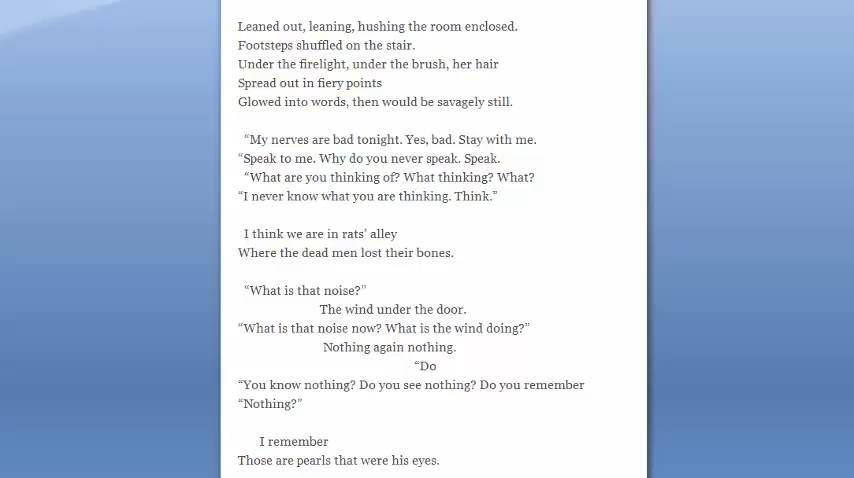 Leaned out, leaning, hushing the room enclosed.
Footsteps shuffled on the stair.
Under the firelight, under the brush, her hair
Spread out in fiery points
Glowed into words, then would be savagely still.
“My nerves are bad tonight. Yes, bad. Stay with me.
“Speak to me. Why do you never speak. Speak.
“What are you thinking of? What thinking? What?
“I never know what you are thinking. Think.”
I think we are in rats’ alley
Where the dead men lost their bones.
“What is that noise?”
The wind under the door.
“What is that noise now? What is the wind doing?”
Nothing again nothing.
“Do
“You know nothing? Do you see nothing? Do you remember
“Nothing?”
I remember
Those are pearls that were his eyes.